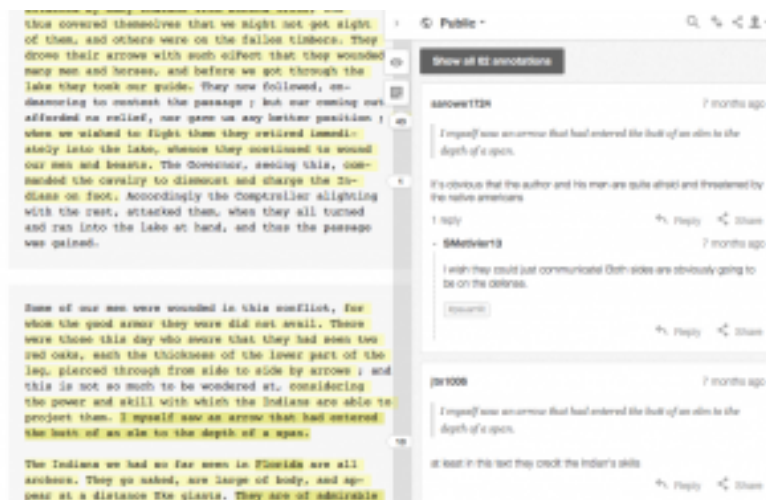 thus covered themselves that we might not get sight
of them, and others were on the fallen timbers. They
drove their arrows with such effect that they wounded
many men and horses, and before we got through the
lake they took our guide. They now followed, en-
deavoring to contest the passage ; but our coming out
afforded no relief, nor gave us any better position ;
when we wished to fight them they retired immedi-
ately into the lake, whence they continued to wound
our men and beasts. The Governor, seeing this, com-
manded the cavalry to dismount and charge the In-
dians on foot. Accordingly the Comptroller alighting
with the rest, attacked them, when they all turned
and ran into the lake at hand, and thus the passage
was gained.
Some of our men were wounded in this conflict, for
whom the good armor they wore did not avail. There
were those this day who swore that they had seen two
red oaks, each the thickness of the lower part of the
leg, pierced through from side to side by arrows ; and
this is not so much to be wondered at, considering
the power and skill with which the Indians are able to
project them. I myself saw an arrow that had entered
the butt of an elm to the depth of a span.
The Indians we had so far seen in Florida are all
archers. They go naked, are large of body, and ap-
pear at a distance like giants. They are of admirable
Public
Show all 62 annotations
7 months ago
I myself saw an arrow that had entered the butt of an elm to the
depth of a span.
It's obvious that the author and his men are quite afraid and threatened by
the native americans
1 reply
Reply Share
SMetivier13 7 months ago
I wish they could just communicate! Both sides are obviously going to
be on the defense.
Reply Share
jbr1008 7 months ago
I myself saw an arrow that had entered the butt of an elm to the
depth of a span.
at least in this text they credit the Indian's skills
Reply Share